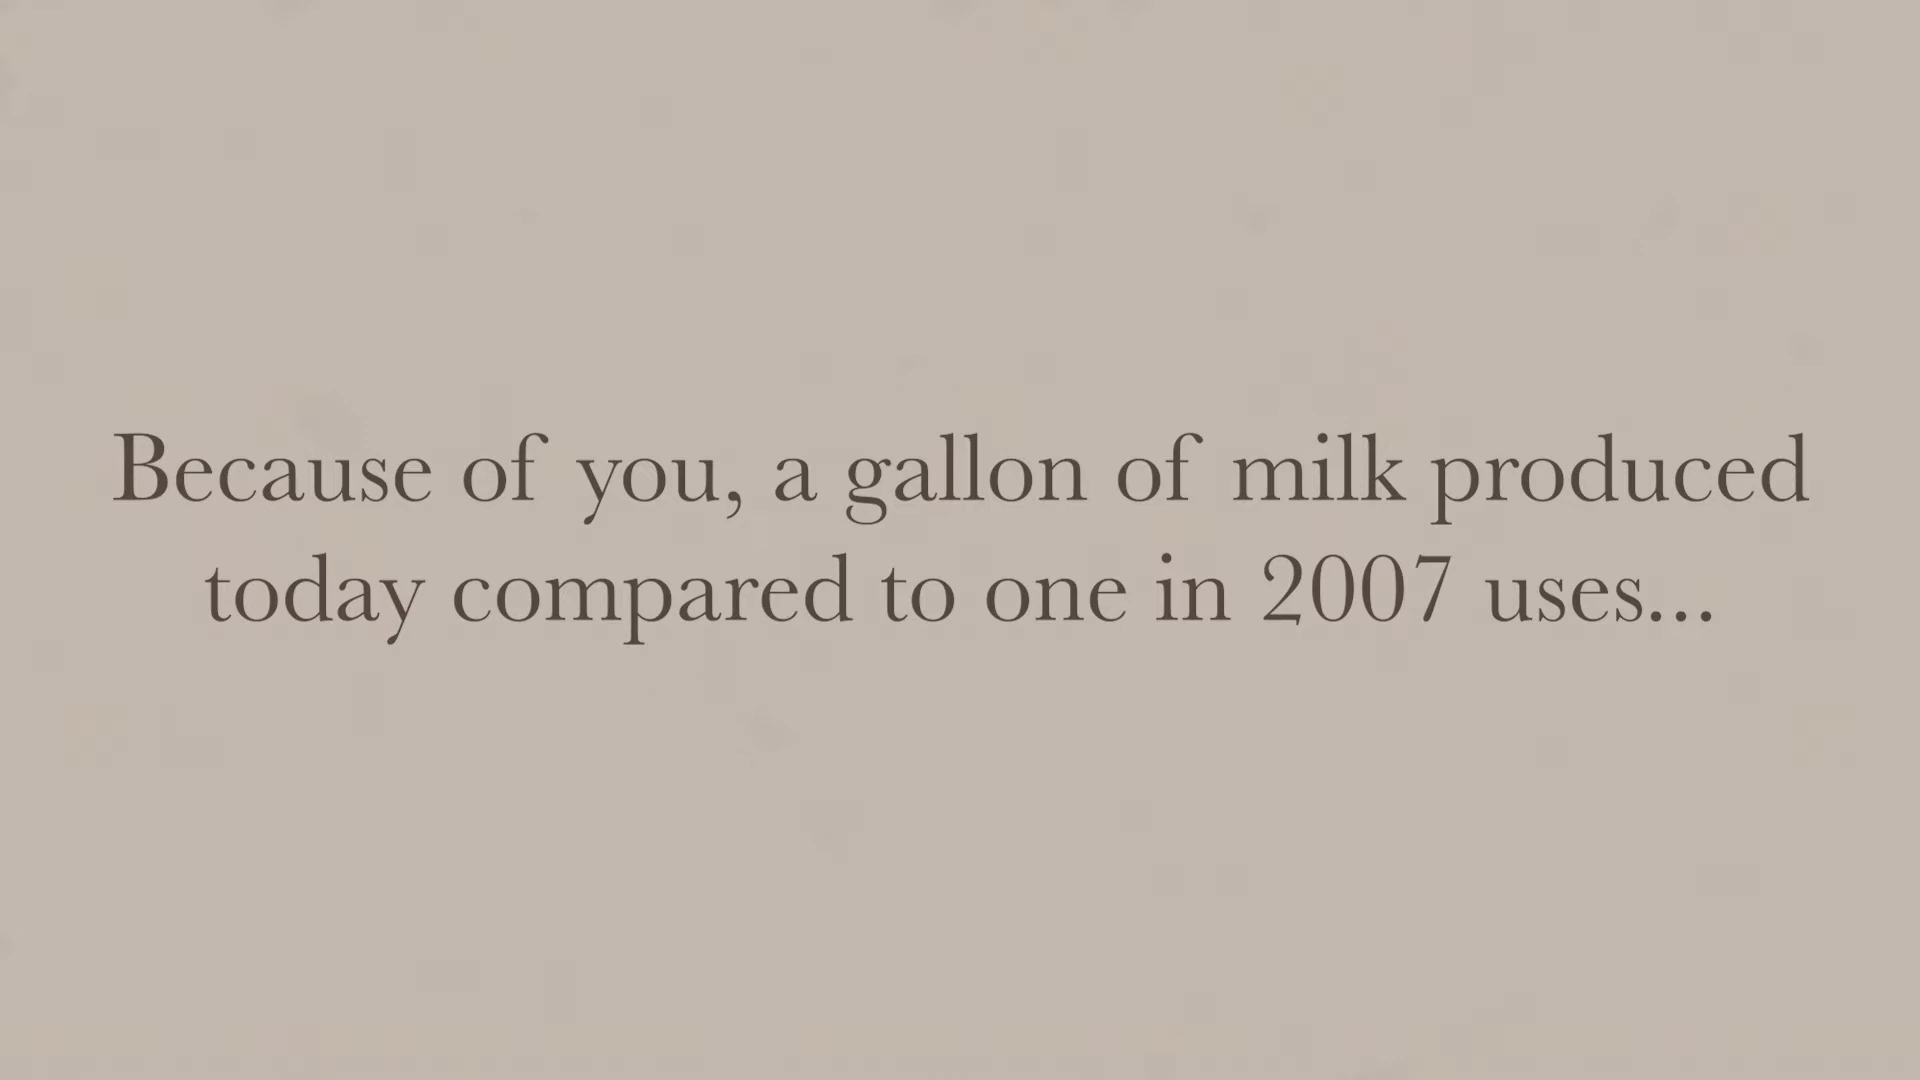 Because of you, a gallon of milk produced
today compared to one in 2007 uses...